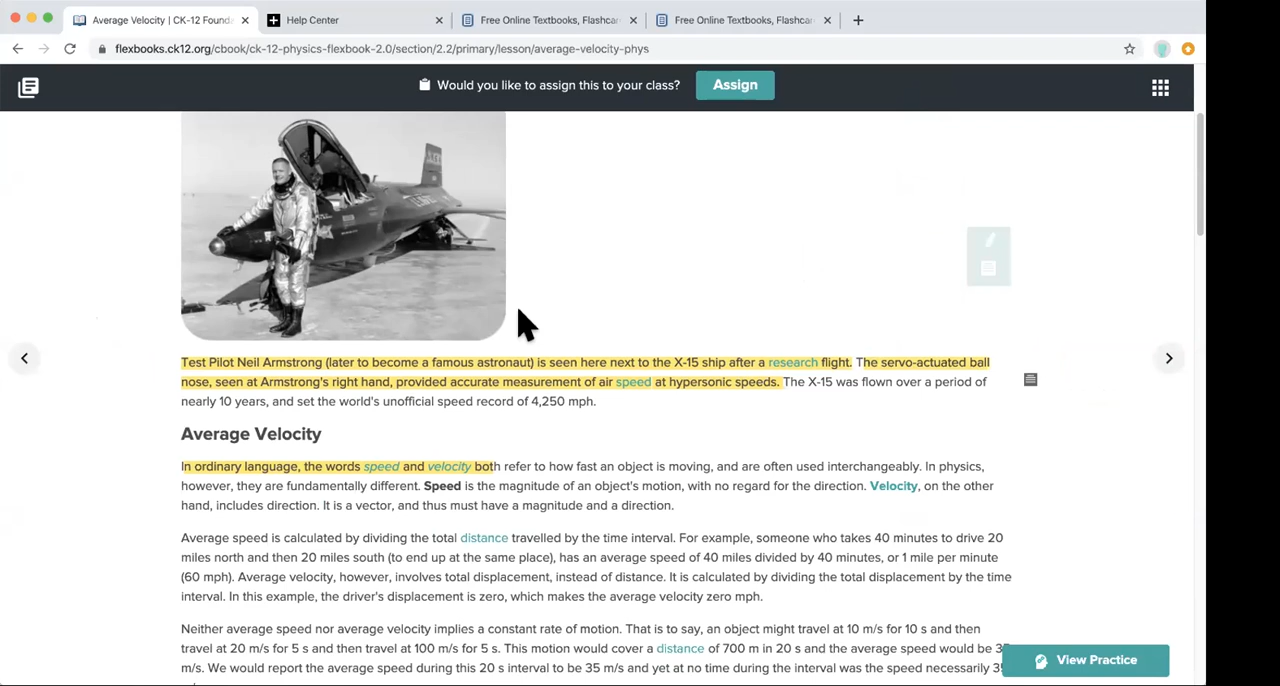 Average Velocity | CK-12 Founda
Help Center
Free Online Textbooks, Flashcar
Free Online Textbooks, Flashcar
flexbooks.ck12.org/cbook/ck-12-physics-flexbook-2.0/section/2.2/primary/lesson/average-velocity-phys
Would you like to assign this to your class? Assign
Test Pilot Neil Armstrong (later to become a famous astronaut) is seen here next to the X-15 ship after a research flight. The servo-actuated ball
nose, seen at Armstrong's right hand, provided accurate measurement of air speed at hypersonic speeds. The X-15 was flown over a period of
nearly 10 years, and set the world's unofficial speed record of 4,250 mph.
Average Velocity
In ordinary language, the words speed and velocity both refer to how fast an object is moving, and are often used interchangeably. In physics,
however, they are fundamentally different. Speed is the magnitude of an object's motion, with no regard for the direction. Velocity, on the other
hand, includes direction. It is a vector, and thus must have a magnitude and a direction.
Average speed is calculated by dividing the total distance travelled by the time interval. For example, someone who takes 40 minutes to drive 20
miles north and then 20 miles south (to end up at the same place), has an average speed of 40 miles divided by 40 minutes, or 1 mile per minute
(60 mph). Average velocity, however, involves total displacement, instead of distance. It is calculated by dividing the total displacement by the time
interval. In this example, the driver's displacement is zero, which makes the average velocity zero mph.
Neither average speed nor average velocity implies a constant rate of motion. That is to say, an object might travel at 10 m/s for 10 s and then
travel at 20 m/s for 5 s and then travel at 100 m/s for 5 s. This motion would cover a distance of 700 m in 20 s and the average speed would be
m/s. We would report the average speed during this 20 s interval to be 35 m/s and yet at no time during the interval was the speed necessarily
View Practice